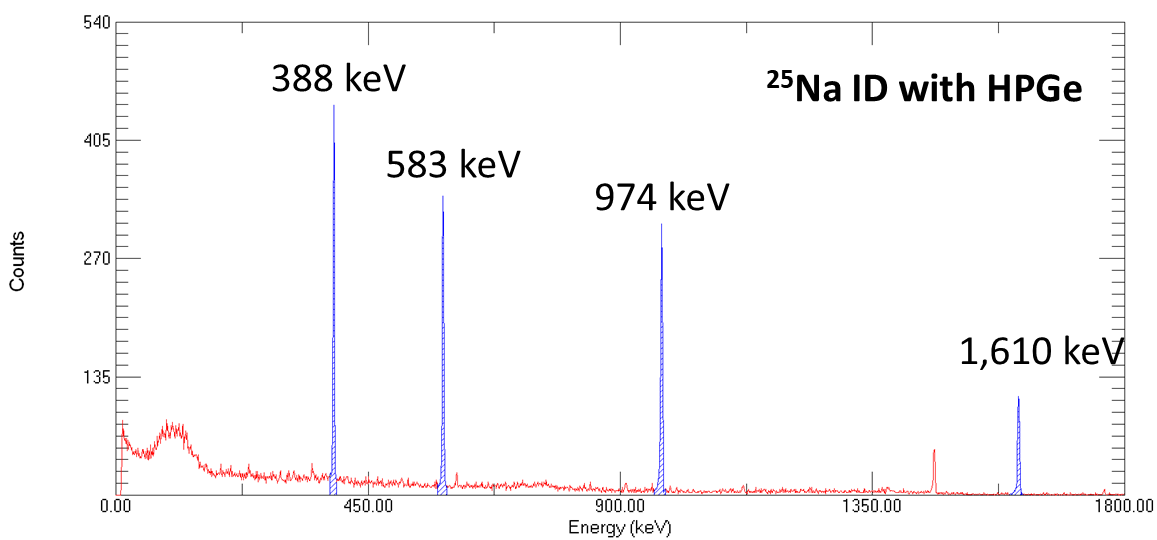 540
388 keV
²⁵Na ID with HPGe
405
583 keV
974 keV
270
Counts
1,610 keV
135
0.00 450.00 900.00 1350.00 1800.00
Energy (keV)